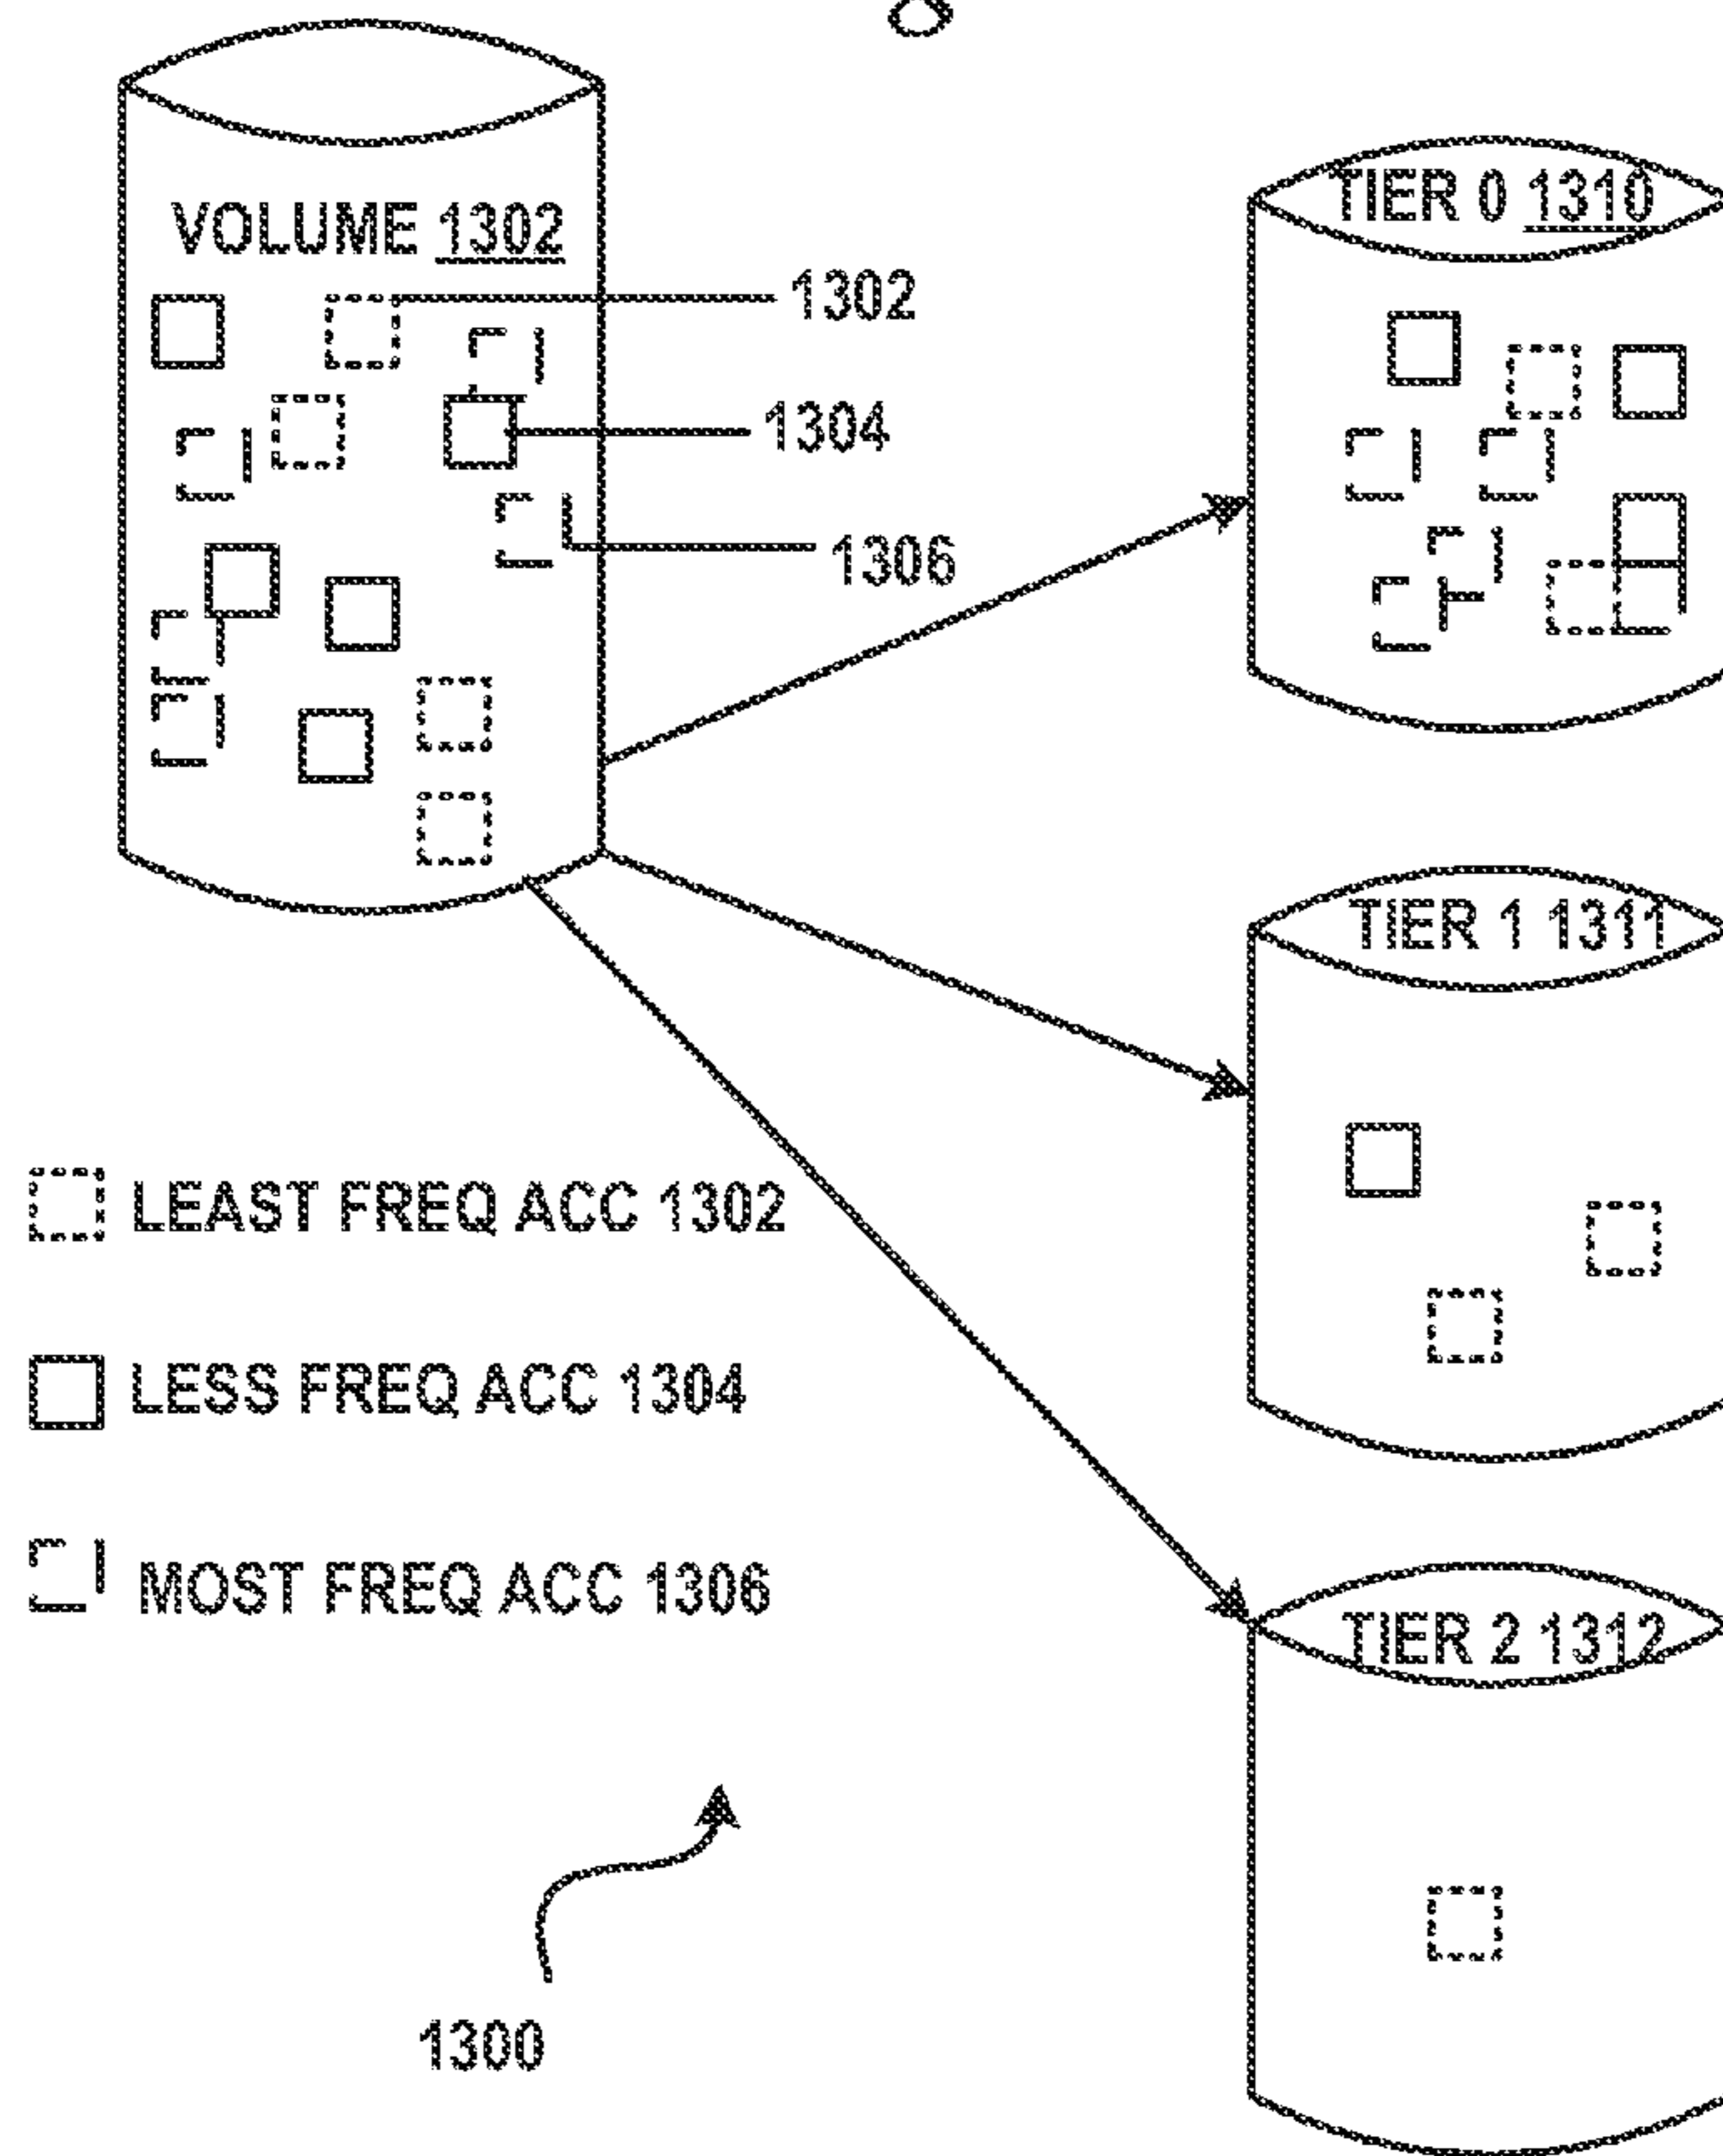 VOLUME 1302
1302
1304
1306
TIER 0 1310
TIER 1 1311
LEAST FREQ ACC 1302
LESS FREQ ACC 1304
MOST FREQ ACC 1306
TIER 2 1312
1300